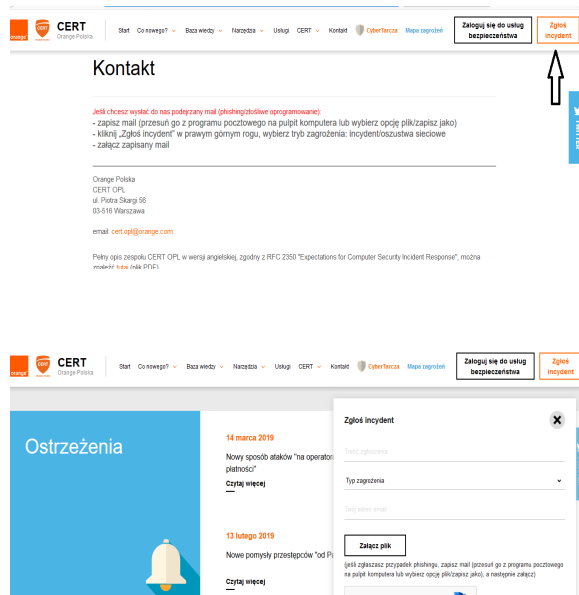 orange
CERT
CERT
Orange Polska
Start Co nowego? Baza wiedzy Narzędzia Usługi CERT Kontakt CyberTarcza Mapa zagrożeń
Zaloguj się do usług
bezpieczeństwa
Zgłoś
incydent
Kontakt
Jeśli chcesz wysłać do nas podejrzany mail (phishing/złośliwe oprogramowanie):
- zapisz mail (przesuń go z programu pocztowego na pulpit komputera lub wybierz opcję plik/zapisz jako)
- kliknij „Zgłoś incydent" w prawym górnym rogu, wybierz tryb zagrożenia: incydent/oszustwa sieciowe
- załącz zapisany mail
TWITTER
Orange Polska
CERT OPL
ul. Piotra Skargi 56
03-516 Warszawa
email: cert.opl@orange.com
Pełny opis zespołu CERT OPL w wersji angielskiej, zgodny z RFC 2350 "Expectations for Computer Security Incident Response", można
znaleźć tutaj (plik PDF)
orange
CERT
CERT
Orange Polska
Start Co nowego? Baza wiedzy Narzędzia Usługi CERT Kontakt CyberTarcza Mapa zagrożeń
Zaloguj się do usług
bezpieczeństwa
Zgłoś
incydent
Ostrzeżenia
14 marca 2019
Nowy sposób ataków "na operatora
płatności"
Czytaj więcej
13 lutego 2019
Nowe pomysły przestępców "od P
Czytaj więcej
Zgłoś incydent
Treść zgłoszenia
Typ zagrożenia
Twój adres email
Załącz plik
(jeśli zgłaszasz przypadek phishingu, zapisz mail (przesuń go z programu pocztowego
na pulpit komputera lub wybierz opcję plik/zapisz jako), a następnie załącz)